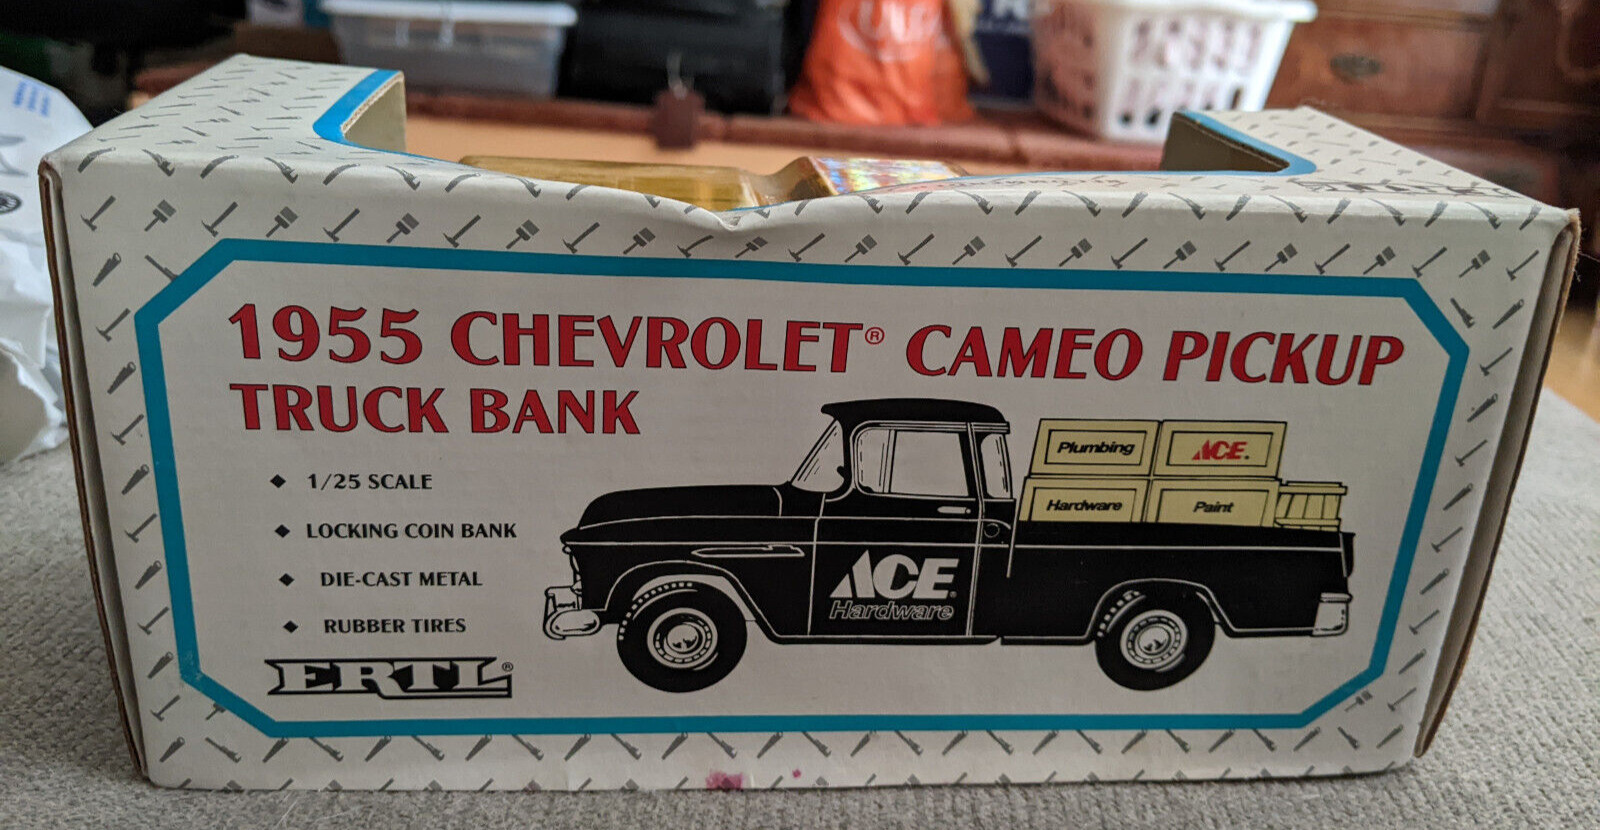 1955 CHEVROLET® CAMEO PICKUP
TRUCK BANK
◆ 1/25 SCALE
◆ LOCKING COIN BANK
◆ DIE-CAST METAL
◆ RUBBER TIRES
ERTL®
Plumbing
ACE.
Hardware
Paint
ACE®
Hardware